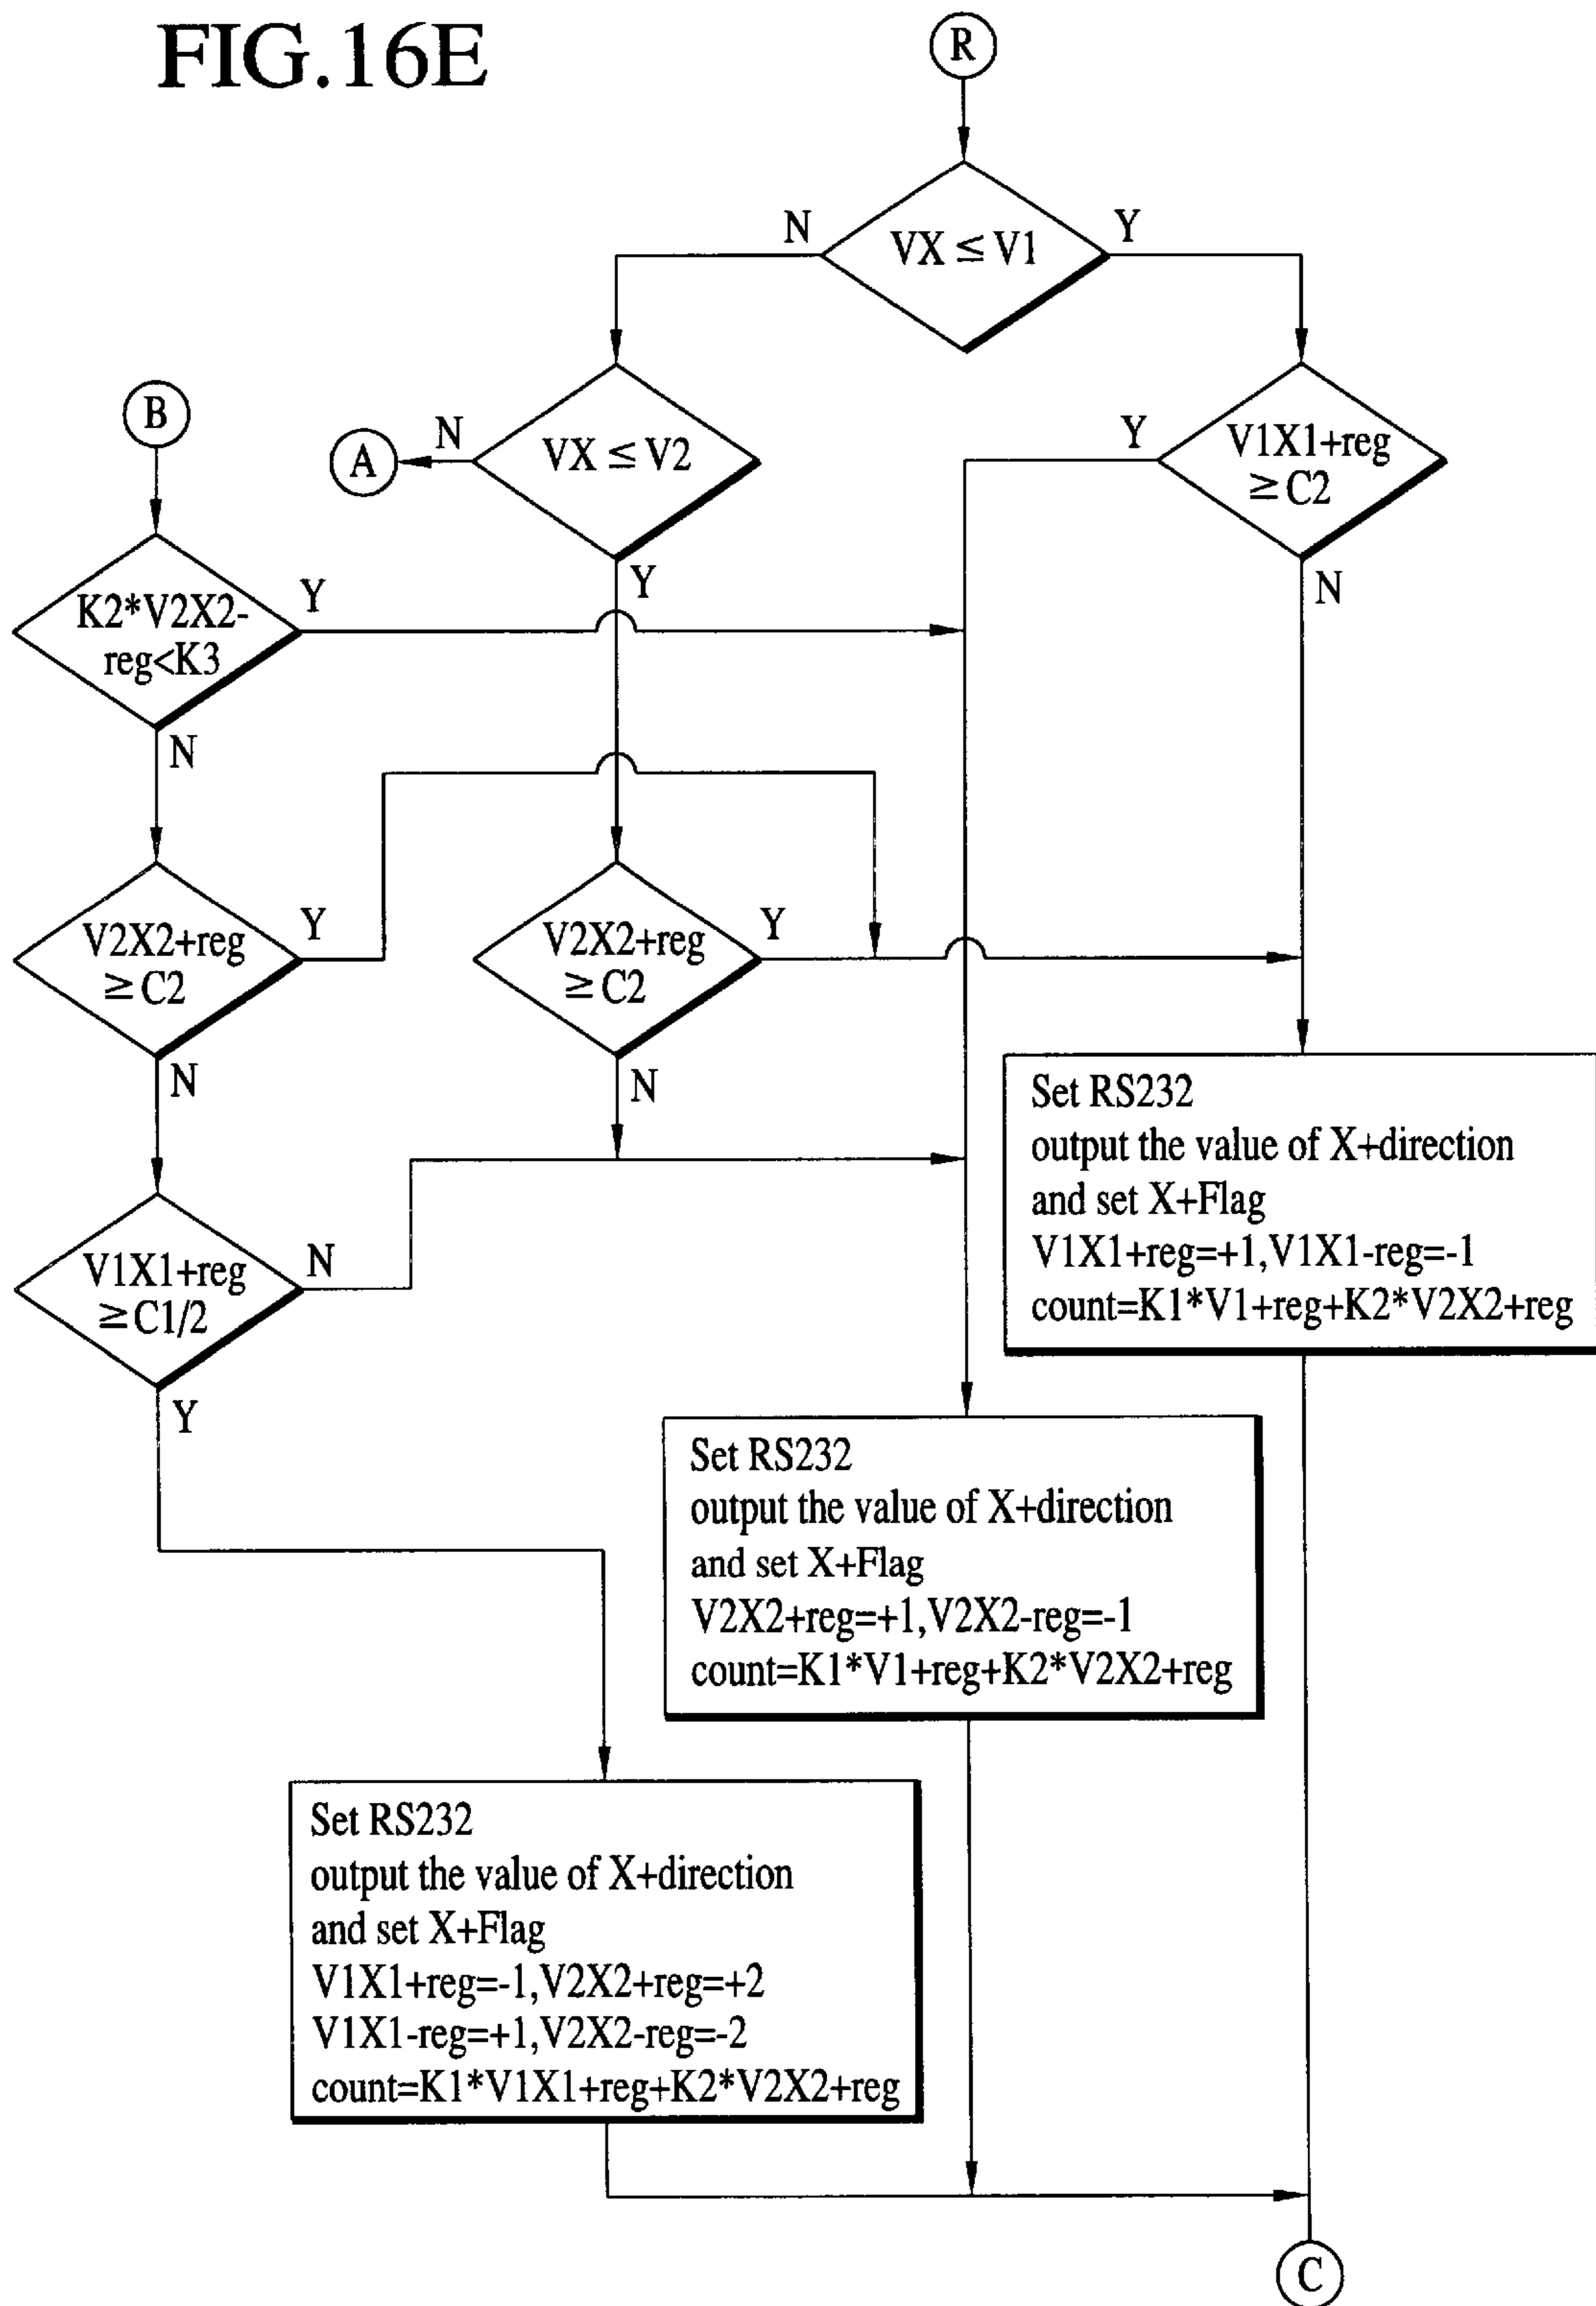 FIG.16E
R
VX ≤ V1
N
Y
B
A
N
VX ≤ V2
Y
V1X1+reg
≥C2
Y
N
K2*V2X2-
reg<K3
Y
N
V2X2+reg
≥C2
Y
N
V2X2+reg
≥C2
Y
N
V1X1+reg
≥C1/2
N
Y
Set RS232
output the value of X+direction
and set X+Flag
V1X1+reg=+1,V1X1-reg=-1
count=K1*V1+reg+K2*V2X2+reg
Set RS232
output the value of X+direction
and set X+Flag
V2X2+reg=+1,V2X2-reg=-1
count=K1*V1+reg+K2*V2X2+reg
Set RS232
output the value of X+direction
and set X+Flag
V1X1+reg=-1,V2X2+reg=+2
V1X1-reg=+1,V2X2-reg=-2
count=K1*V1X1+reg+K2*V2X2+reg
C